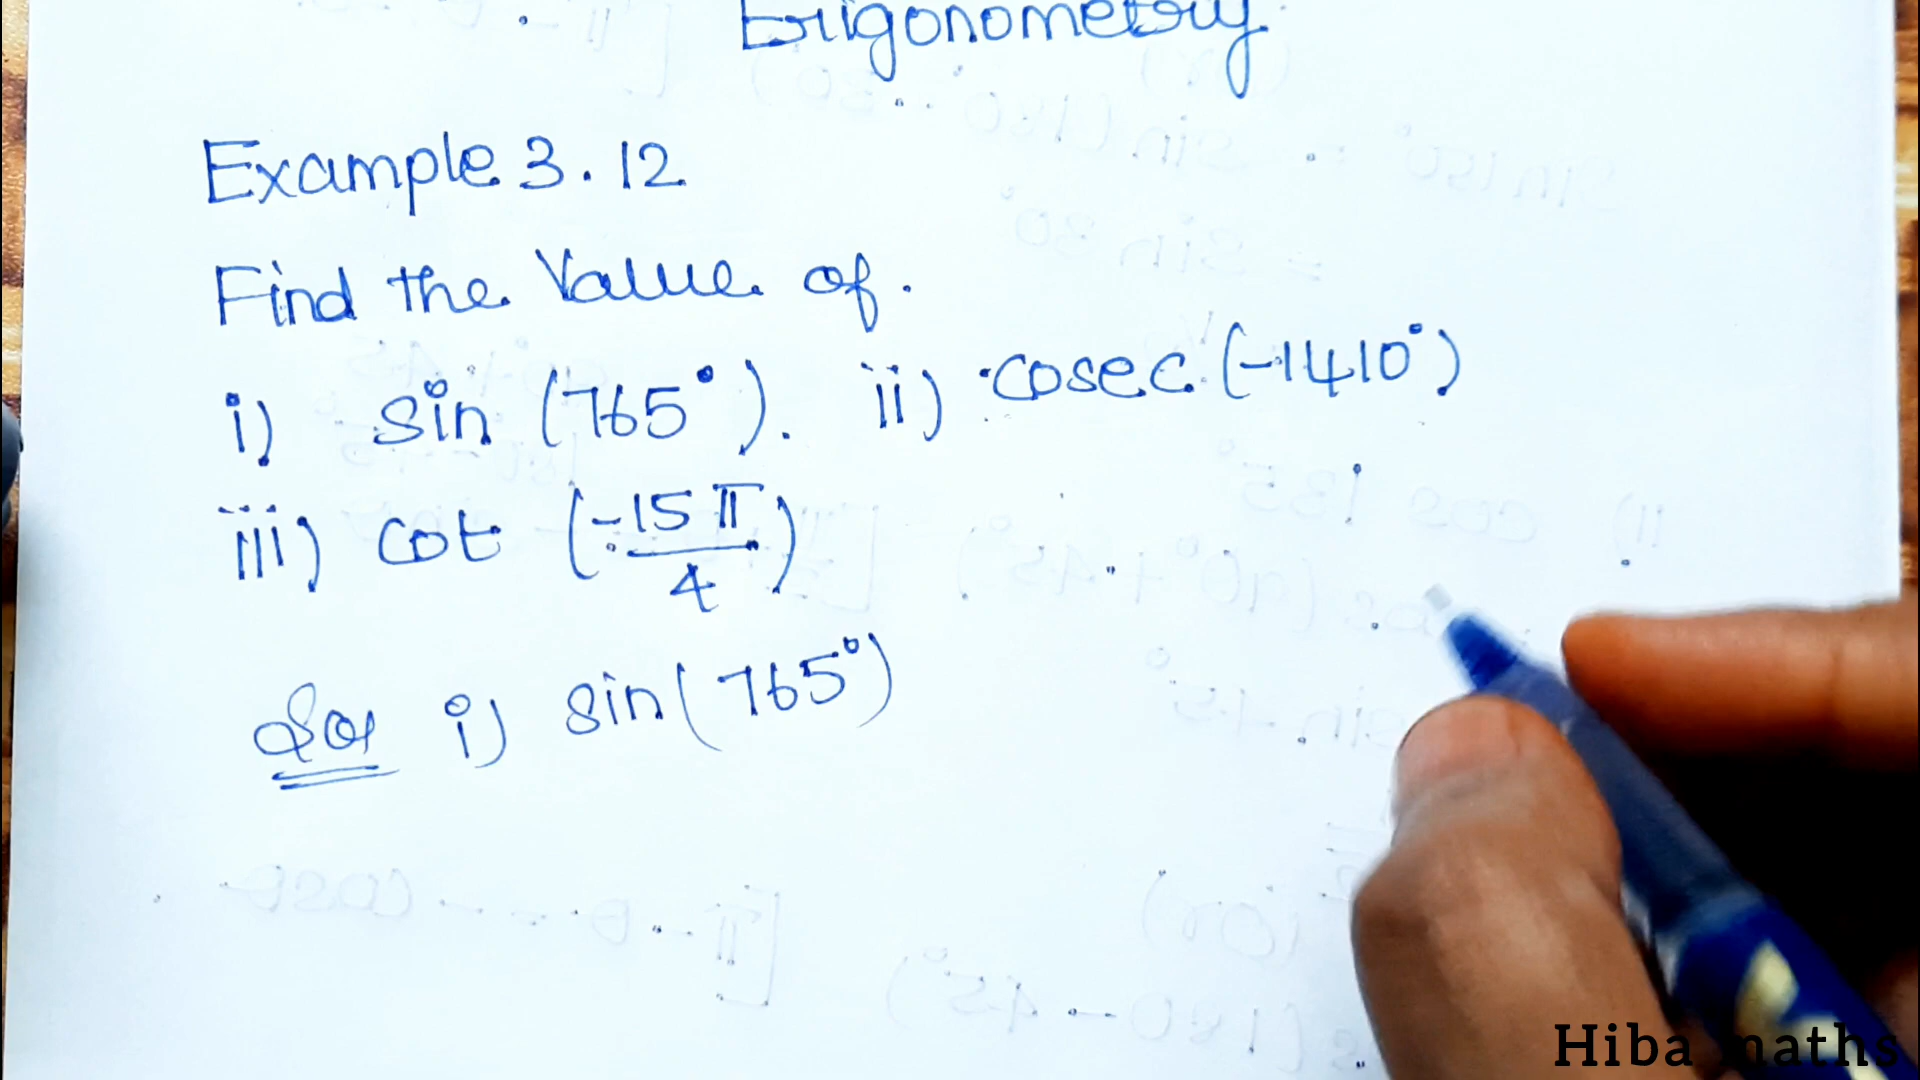 trigonometry
Example 3.12
Find the Value of.
i) sin (765°). ii) cosec (-1410°)
iii) cot (-15π/4)
Sol i) sin(765°)
Hiba maths